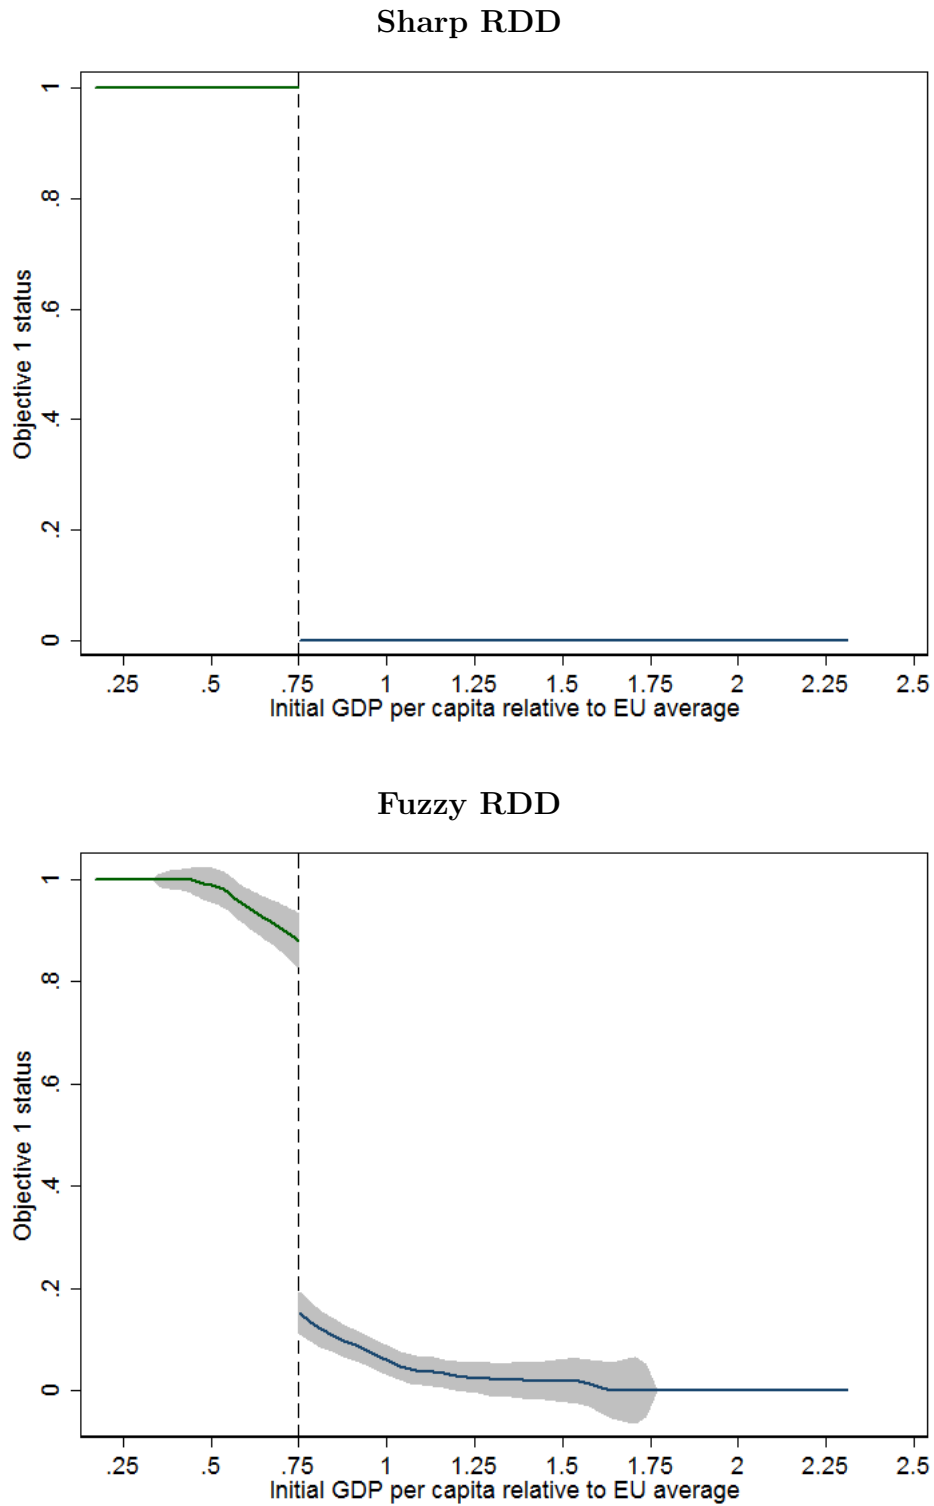 Sharp RDD
1
.8
.6
.4
.2
0
Objective 1 status
.25 .5 .75 1 1.25 1.5 1.75 2 2.25 2.5
Initial GDP per capita relative to EU average
Fuzzy RDD
1
.8
.6
.4
.2
0
Objective 1 status
.25 .5 .75 1 1.25 1.5 1.75 2 2.25 2.5
Initial GDP per capita relative to EU average